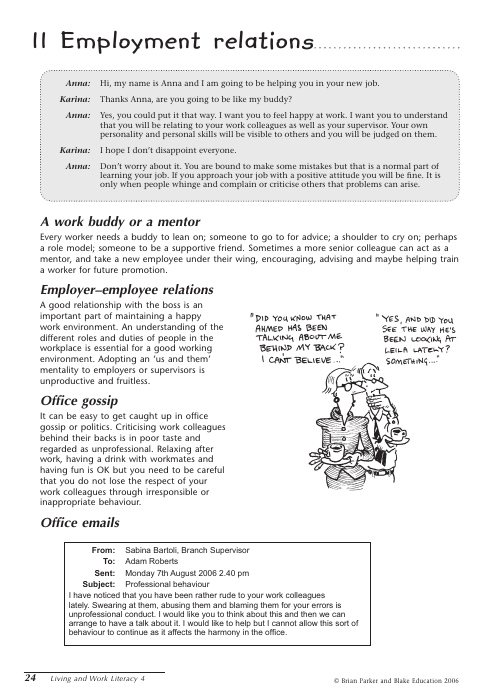 11 Employment relations
Anna: Hi, my name is Anna and I am going to be helping you in your new job.
Karina: Thanks Anna, are you going to be like my buddy?
Anna: Yes, you could put it that way. I want you to feel happy at work. I want you to understand
that you will be relating to your work colleagues as well as your supervisor. Your own
personality and personal skills will be visible to others and you will be judged on them.
Karina: I hope I don't disappoint everyone.
Anna: Don't worry about it. You are bound to make some mistakes but that is a normal part of
learning your job. If you approach your job with a positive attitude you will be fine. It is
only when people whinge and complain or criticise others that problems can arise.
A work buddy or a mentor
Every worker needs a buddy to lean on; someone to go to for advice; a shoulder to cry on; perhaps
a role model; someone to be a supportive friend. Sometimes a more senior colleague can act as a
mentor, and take a new employee under their wing, encouraging, advising and maybe helping train
a worker for future promotion.
Employer–employee relations
A good relationship with the boss is an
important part of maintaining a happy
work environment. An understanding of the
different roles and duties of people in the
workplace is essential for a good working
environment. Adopting an 'us and them'
mentality to employers or supervisors is
unproductive and fruitless.
"DID YOU KNOW THAT
AHMED HAS BEEN
TALKING ABOUT ME
BEHIND MY BACK?
I CAN'T BELIEVE..."
"YES, AND DID YOU
SEE THE WAY HE'S
BEEN LOOKING AT
LEILA LATELY?
SOMETHING..."
Office gossip
It can be easy to get caught up in office
gossip or politics. Criticising work colleagues
behind their backs is in poor taste and
regarded as unprofessional. Relaxing after
work, having a drink with workmates and
having fun is OK but you need to be careful
that you do not lose the respect of your
work colleagues through irresponsible or
inappropriate behaviour.
Office emails
From: Sabina Bartoli, Branch Supervisor
To: Adam Roberts
Sent: Monday 7th August 2006 2.40 pm
Subject: Professional behaviour
I have noticed that you have been rather rude to your work colleagues
lately. Swearing at them, abusing them and blaming them for your errors is
unprofessional conduct. I would like you to think about this and then we can
arrange to have a talk about it. I would like to help but I cannot allow this sort of
behaviour to continue as it affects the harmony in the office.
24 Living and Work Literacy 4
© Brian Parker and Blake Education 2006